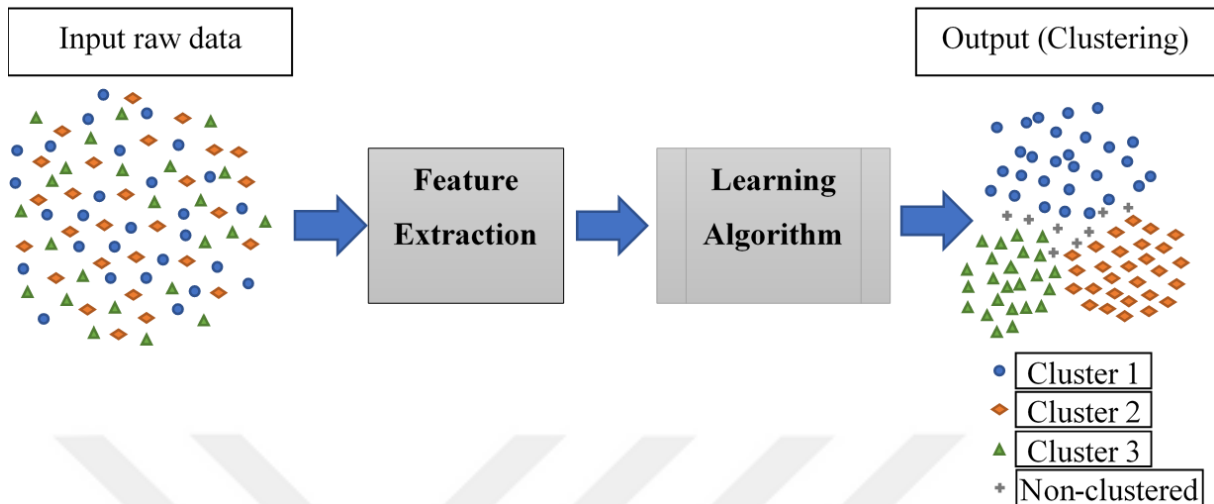 Input raw data
Output (Clustering)
Feature
Extraction
Learning
Algorithm
Cluster 1
Cluster 2
Cluster 3
Non-clustered